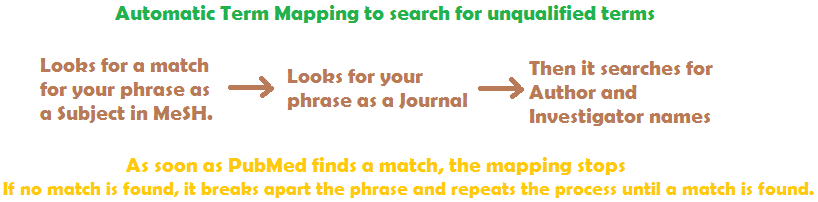 Automatic Term Mapping to search for unqualified terms
Looks for a match
for your phrase as
a Subject in MeSH.
Looks for your
phrase as a Journal
Then it searches for
Author and
Investigator names
As soon as PubMed finds a match, the mapping stops
If no match is found, it breaks apart the phrase and repeats the process until a match is found.